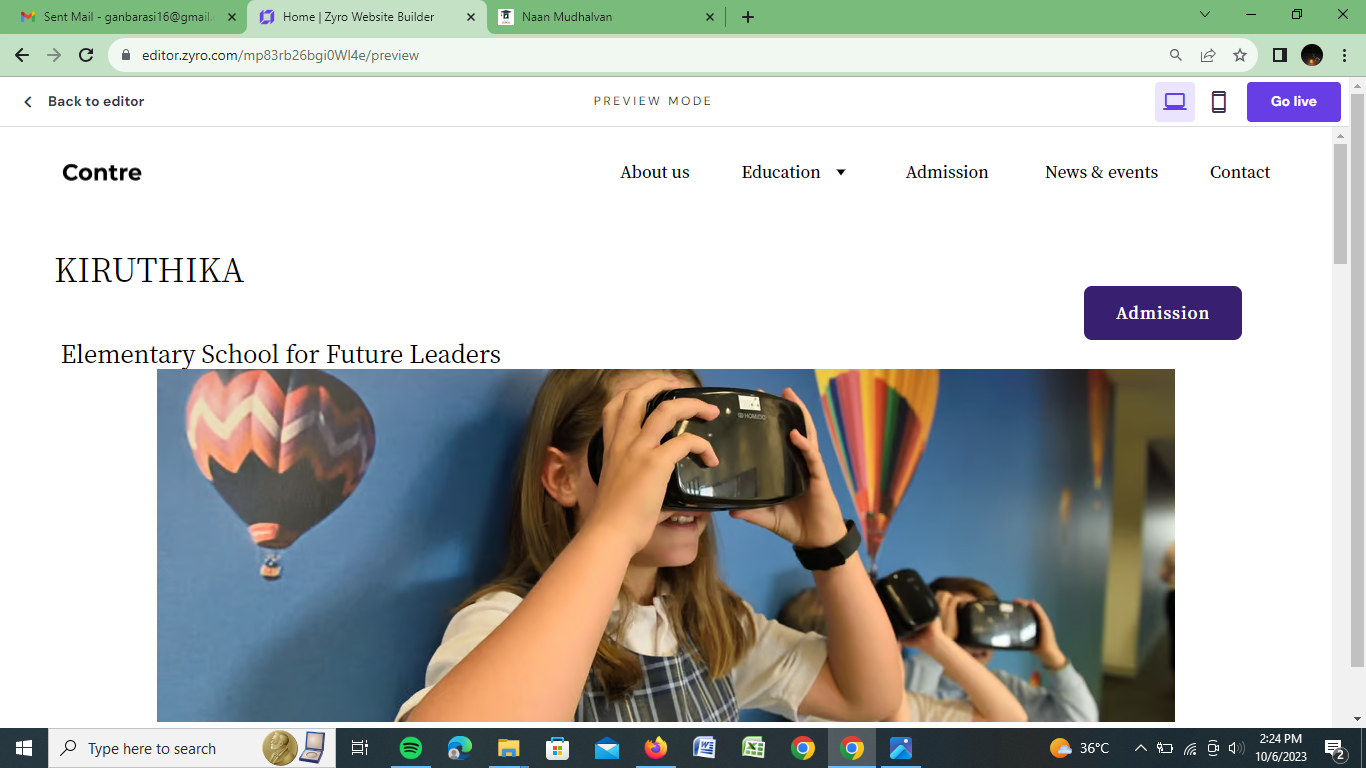 Sent Mail - ganbarasi16@gmail.
Home | Zyro Website Builder
Naan Mudhalvan
editor.zyro.com/mp83rb26bgi0Wl4e/preview
Back to editor
PREVIEW MODE
Go live
Contre
About us
Education
Admission
News & events
Contact
KIRUTHIKA
Admission
Elementary School for Future Leaders
HOMIDO
Type here to search
36°C
2:24 PM
10/6/2023
2